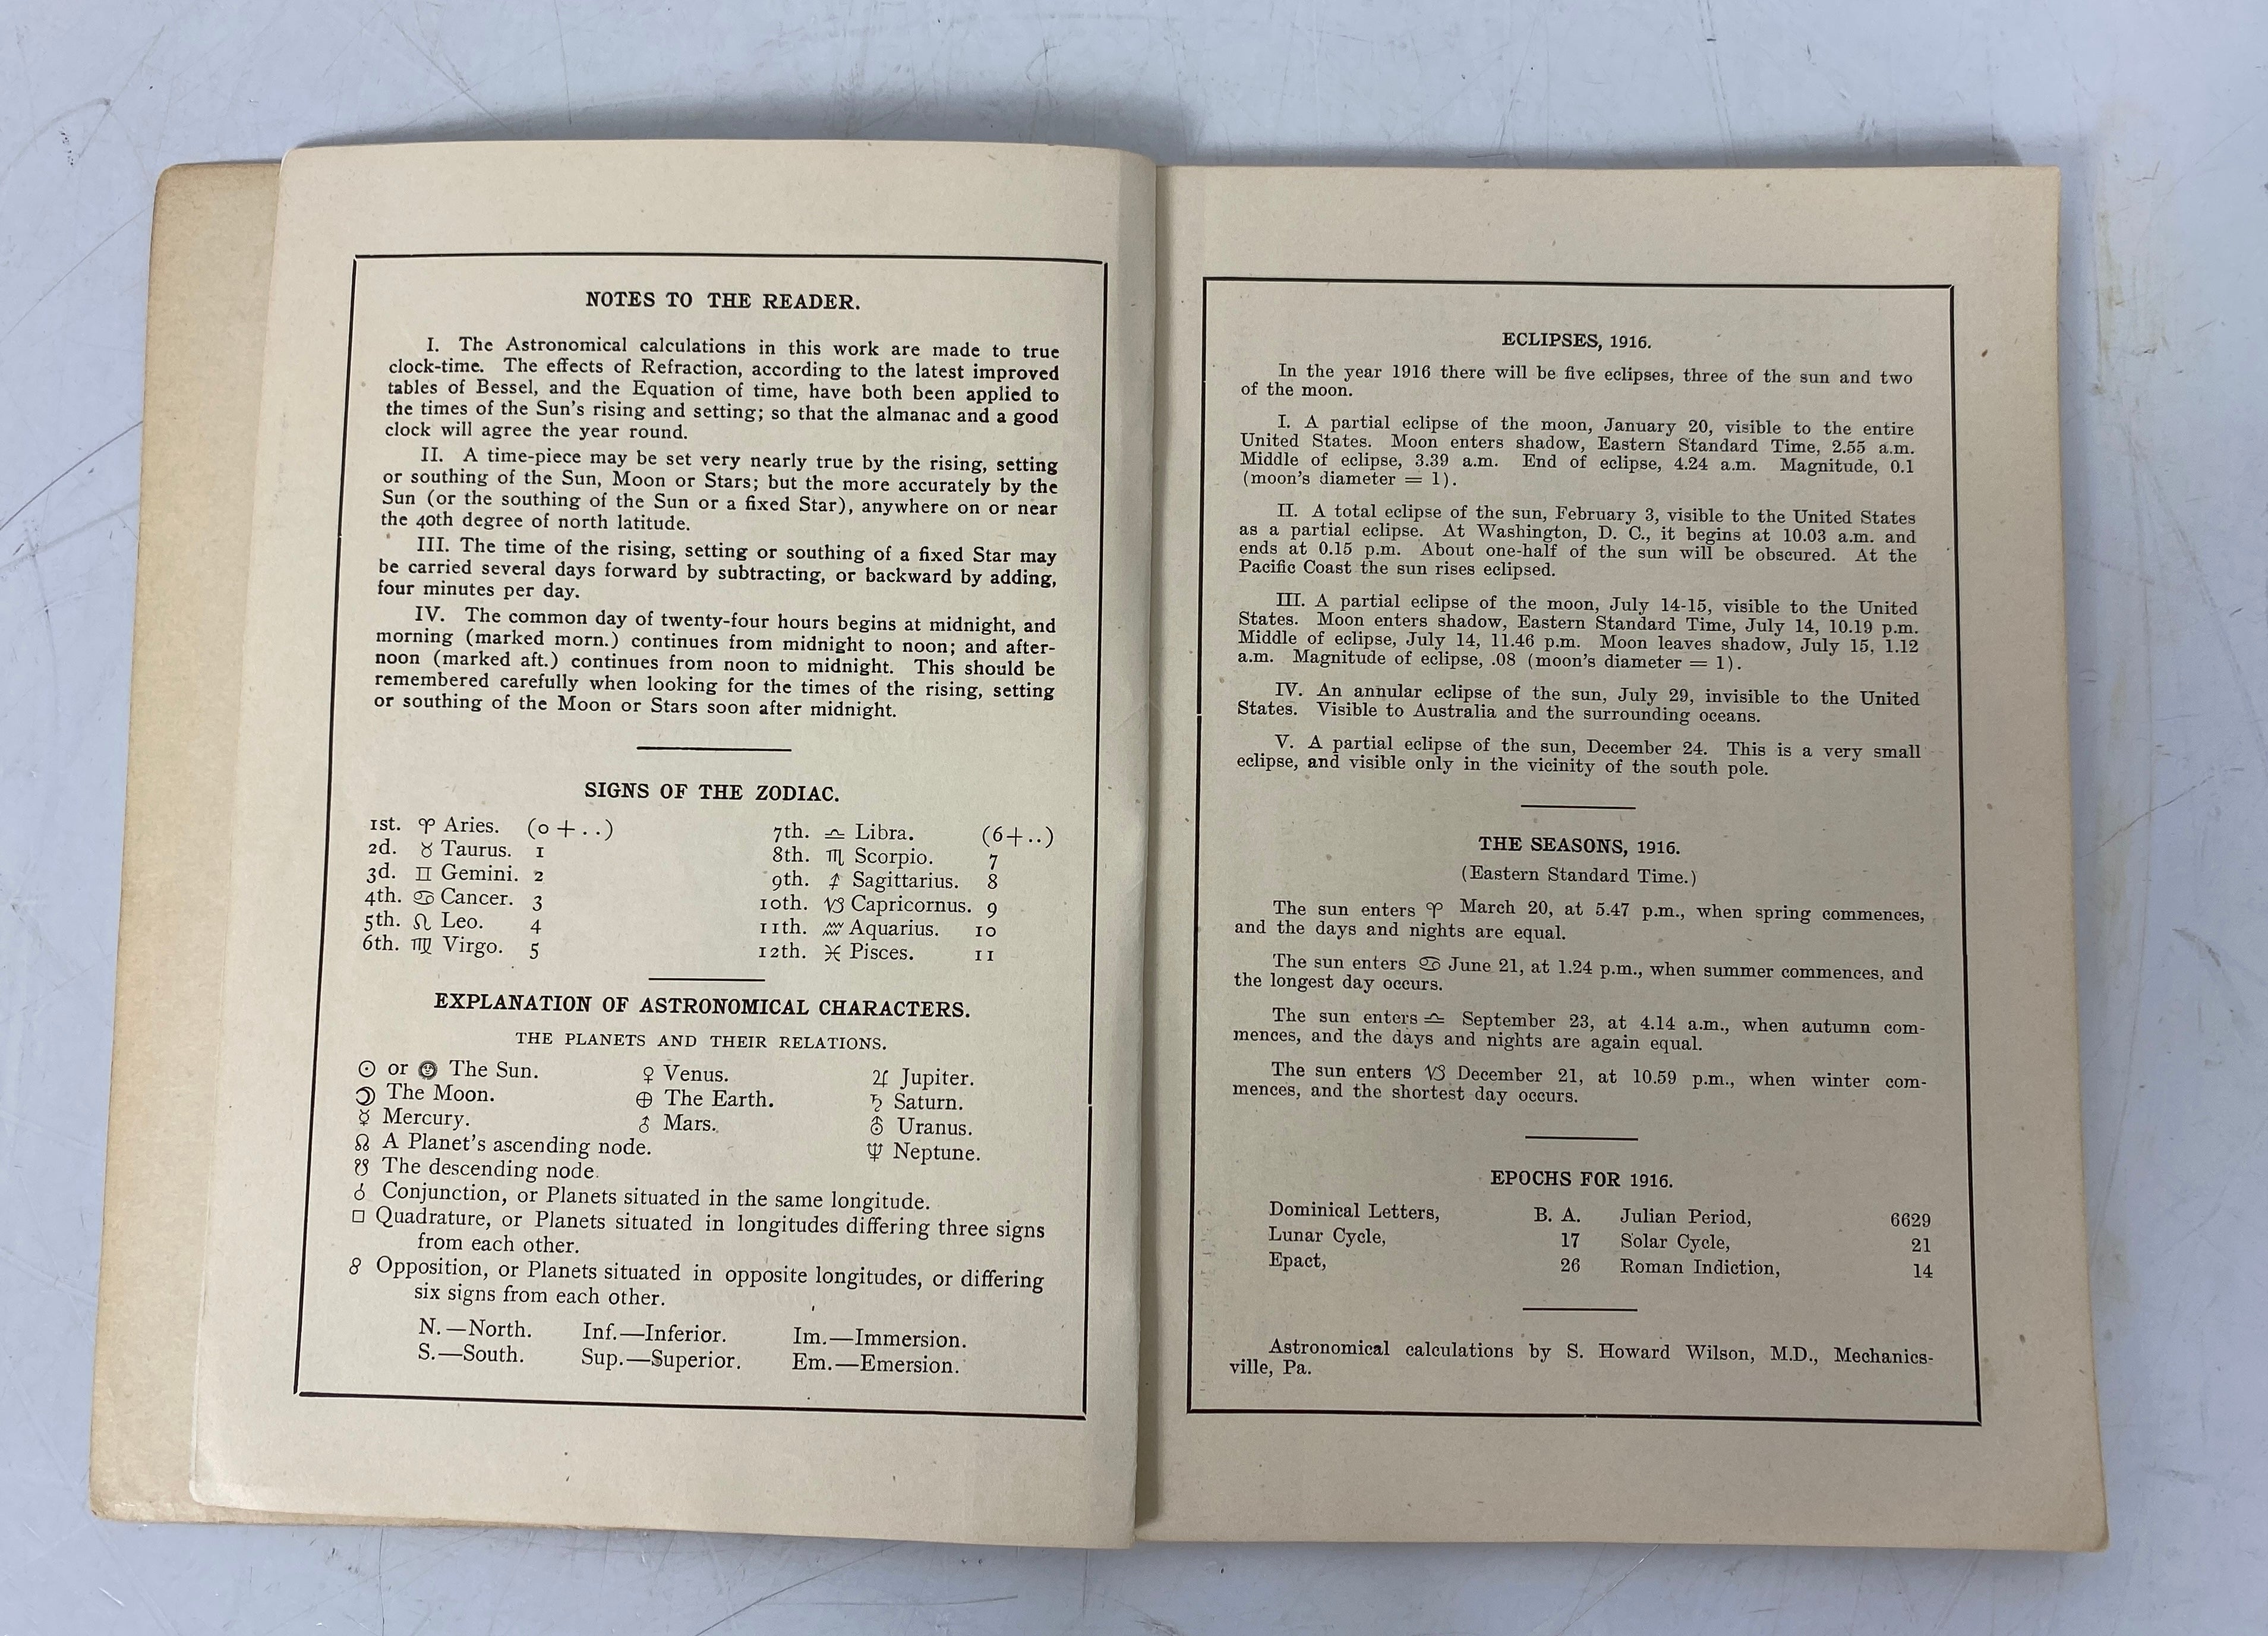 NOTES TO THE READER.
I. The Astronomical calculations in this work are made to true
clock-time. The effects of Refraction, according to the latest improved
tables of Bessel, and the Equation of time, have both been applied to
the times of the Sun's rising and setting; so that the almanac and a good
clock will agree the year round.
II. A time-piece may be set very nearly true by the rising, setting
or southing of the Sun, Moon or Stars; but the more accurately by the
Sun (or the southing of the Sun or a fixed Star), anywhere on or near
the 40th degree of north latitude.
III. The time of the rising, setting or southing of a fixed Star may
be carried several days forward by subtracting, or backward by adding,
four minutes per day.
IV. The common day of twenty-four hours begins at midnight, and
morning (marked morn.) continues from midnight to noon; and after-
noon (marked aft.) continues from noon to midnight. This should be
remembered carefully when looking for the times of the rising, setting
or southing of the Moon or Stars soon after midnight.
SIGNS OF THE ZODIAC.
1st. ♈ Aries. (0 + . .) 7th. ♎ Libra. (6+..)
2d. ♉ Taurus. 1 8th. ♏ Scorpio. 7
3d. ♊ Gemini. 2 9th. ♐ Sagittarius. 8
4th. ♋ Cancer. 3 10th. ♑ Capricornus. 9
5th. ♌ Leo. 4 11th. ♒ Aquarius. 10
6th. ♍ Virgo. 5 12th. ♓ Pisces. 11
EXPLANATION OF ASTRONOMICAL CHARACTERS.
THE PLANETS AND THEIR RELATIONS.
☉ or 🌞 The Sun. ♀ Venus. ♃ Jupiter.
☽ The Moon. ⊕ The Earth. ♄ Saturn.
☿ Mercury. ♂ Mars. ⛢ Uranus.
☊ A Planet's ascending node. ♆ Neptune.
☋ The descending node.
☌ Conjunction, or Planets situated in the same longitude.
□ Quadrature, or Planets situated in longitudes differing three signs
from each other.
☍ Opposition, or Planets situated in opposite longitudes, or differing
six signs from each other.
N.—North. Inf.—Inferior. Im.—Immersion.
S.—South. Sup.—Superior. Em.—Emersion.
ECLIPSES, 1916.
In the year 1916 there will be five eclipses, three of the sun and two
of the moon.
I. A partial eclipse of the moon, January 20, visible to the entire
United States. Moon enters shadow, Eastern Standard Time, 2.55 a.m.
Middle of eclipse, 3.39 a.m. End of eclipse, 4.24 a.m. Magnitude, 0.1
(moon's diameter = 1).
II. A total eclipse of the sun, February 3, visible to the United States
as a partial eclipse. At Washington, D. C., it begins at 10.03 a.m. and
ends at 0.15 p.m. About one-half of the sun will be obscured. At the
Pacific Coast the sun rises eclipsed.
III. A partial eclipse of the moon, July 14-15, visible to the United
States. Moon enters shadow, Eastern Standard Time, July 14, 10.19 p.m.
Middle of eclipse, July 14, 11.46 p.m. Moon leaves shadow, July 15, 1.12
a.m. Magnitude of eclipse, .08 (moon's diameter = 1).
IV. An annular eclipse of the sun, July 29, invisible to the United
States. Visible to Australia and the surrounding oceans.
V. A partial eclipse of the sun, December 24. This is a very small
eclipse, and visible only in the vicinity of the south pole.
THE SEASONS, 1916.
(Eastern Standard Time.)
The sun enters ♈ March 20, at 5.47 p.m., when spring commences,
and the days and nights are equal.
The sun enters ♋ June 21, at 1.24 p.m., when summer commences, and
the longest day occurs.
The sun enters ♎ September 23, at 4.14 a.m., when autumn com-
mences, and the days and nights are again equal.
The sun enters ♑ December 21, at 10.59 p.m., when winter com-
mences, and the shortest day occurs.
EPOCHS FOR 1916.
Dominical Letters, B. A. Julian Period, 6629
Lunar Cycle, 17 Solar Cycle, 21
Epact, 26 Roman Indiction, 14
Astronomical calculations by S. Howard Wilson, M.D., Mechanics-
ville, Pa.